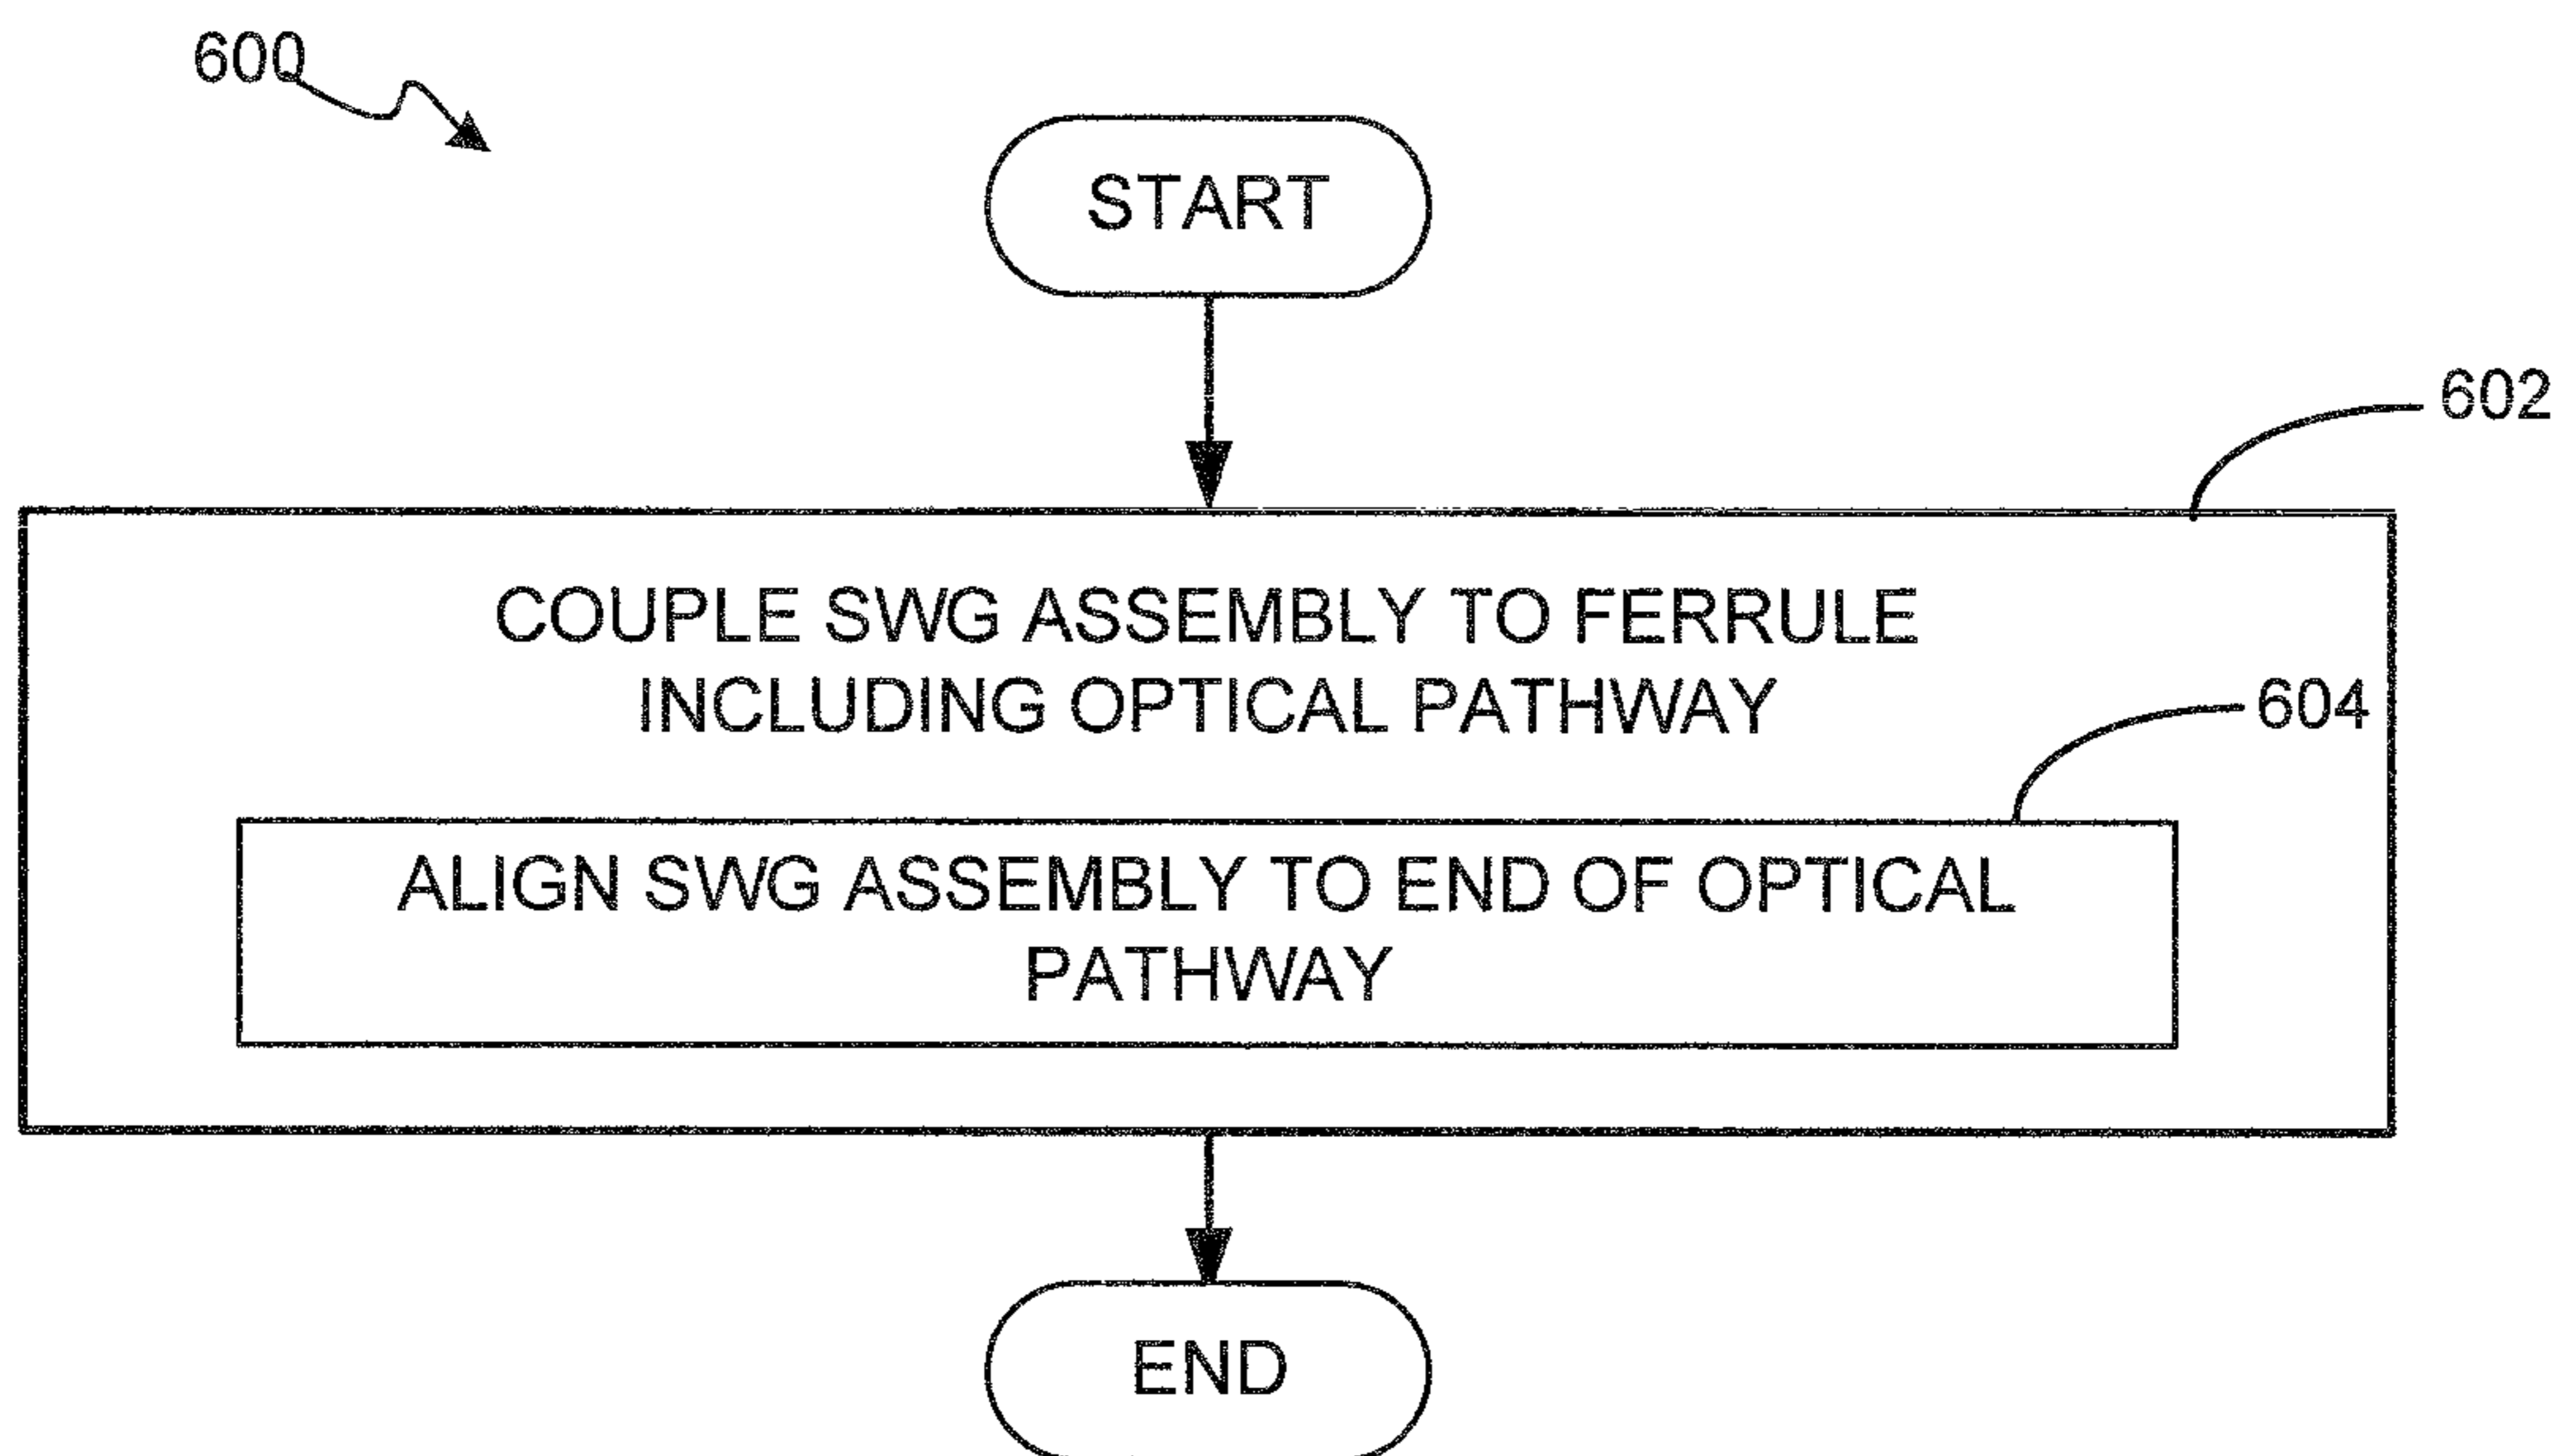 600
START
602
COUPLE SWG ASSEMBLY TO FERRULE
INCLUDING OPTICAL PATHWAY
604
ALIGN SWG ASSEMBLY TO END OF OPTICAL
PATHWAY
END